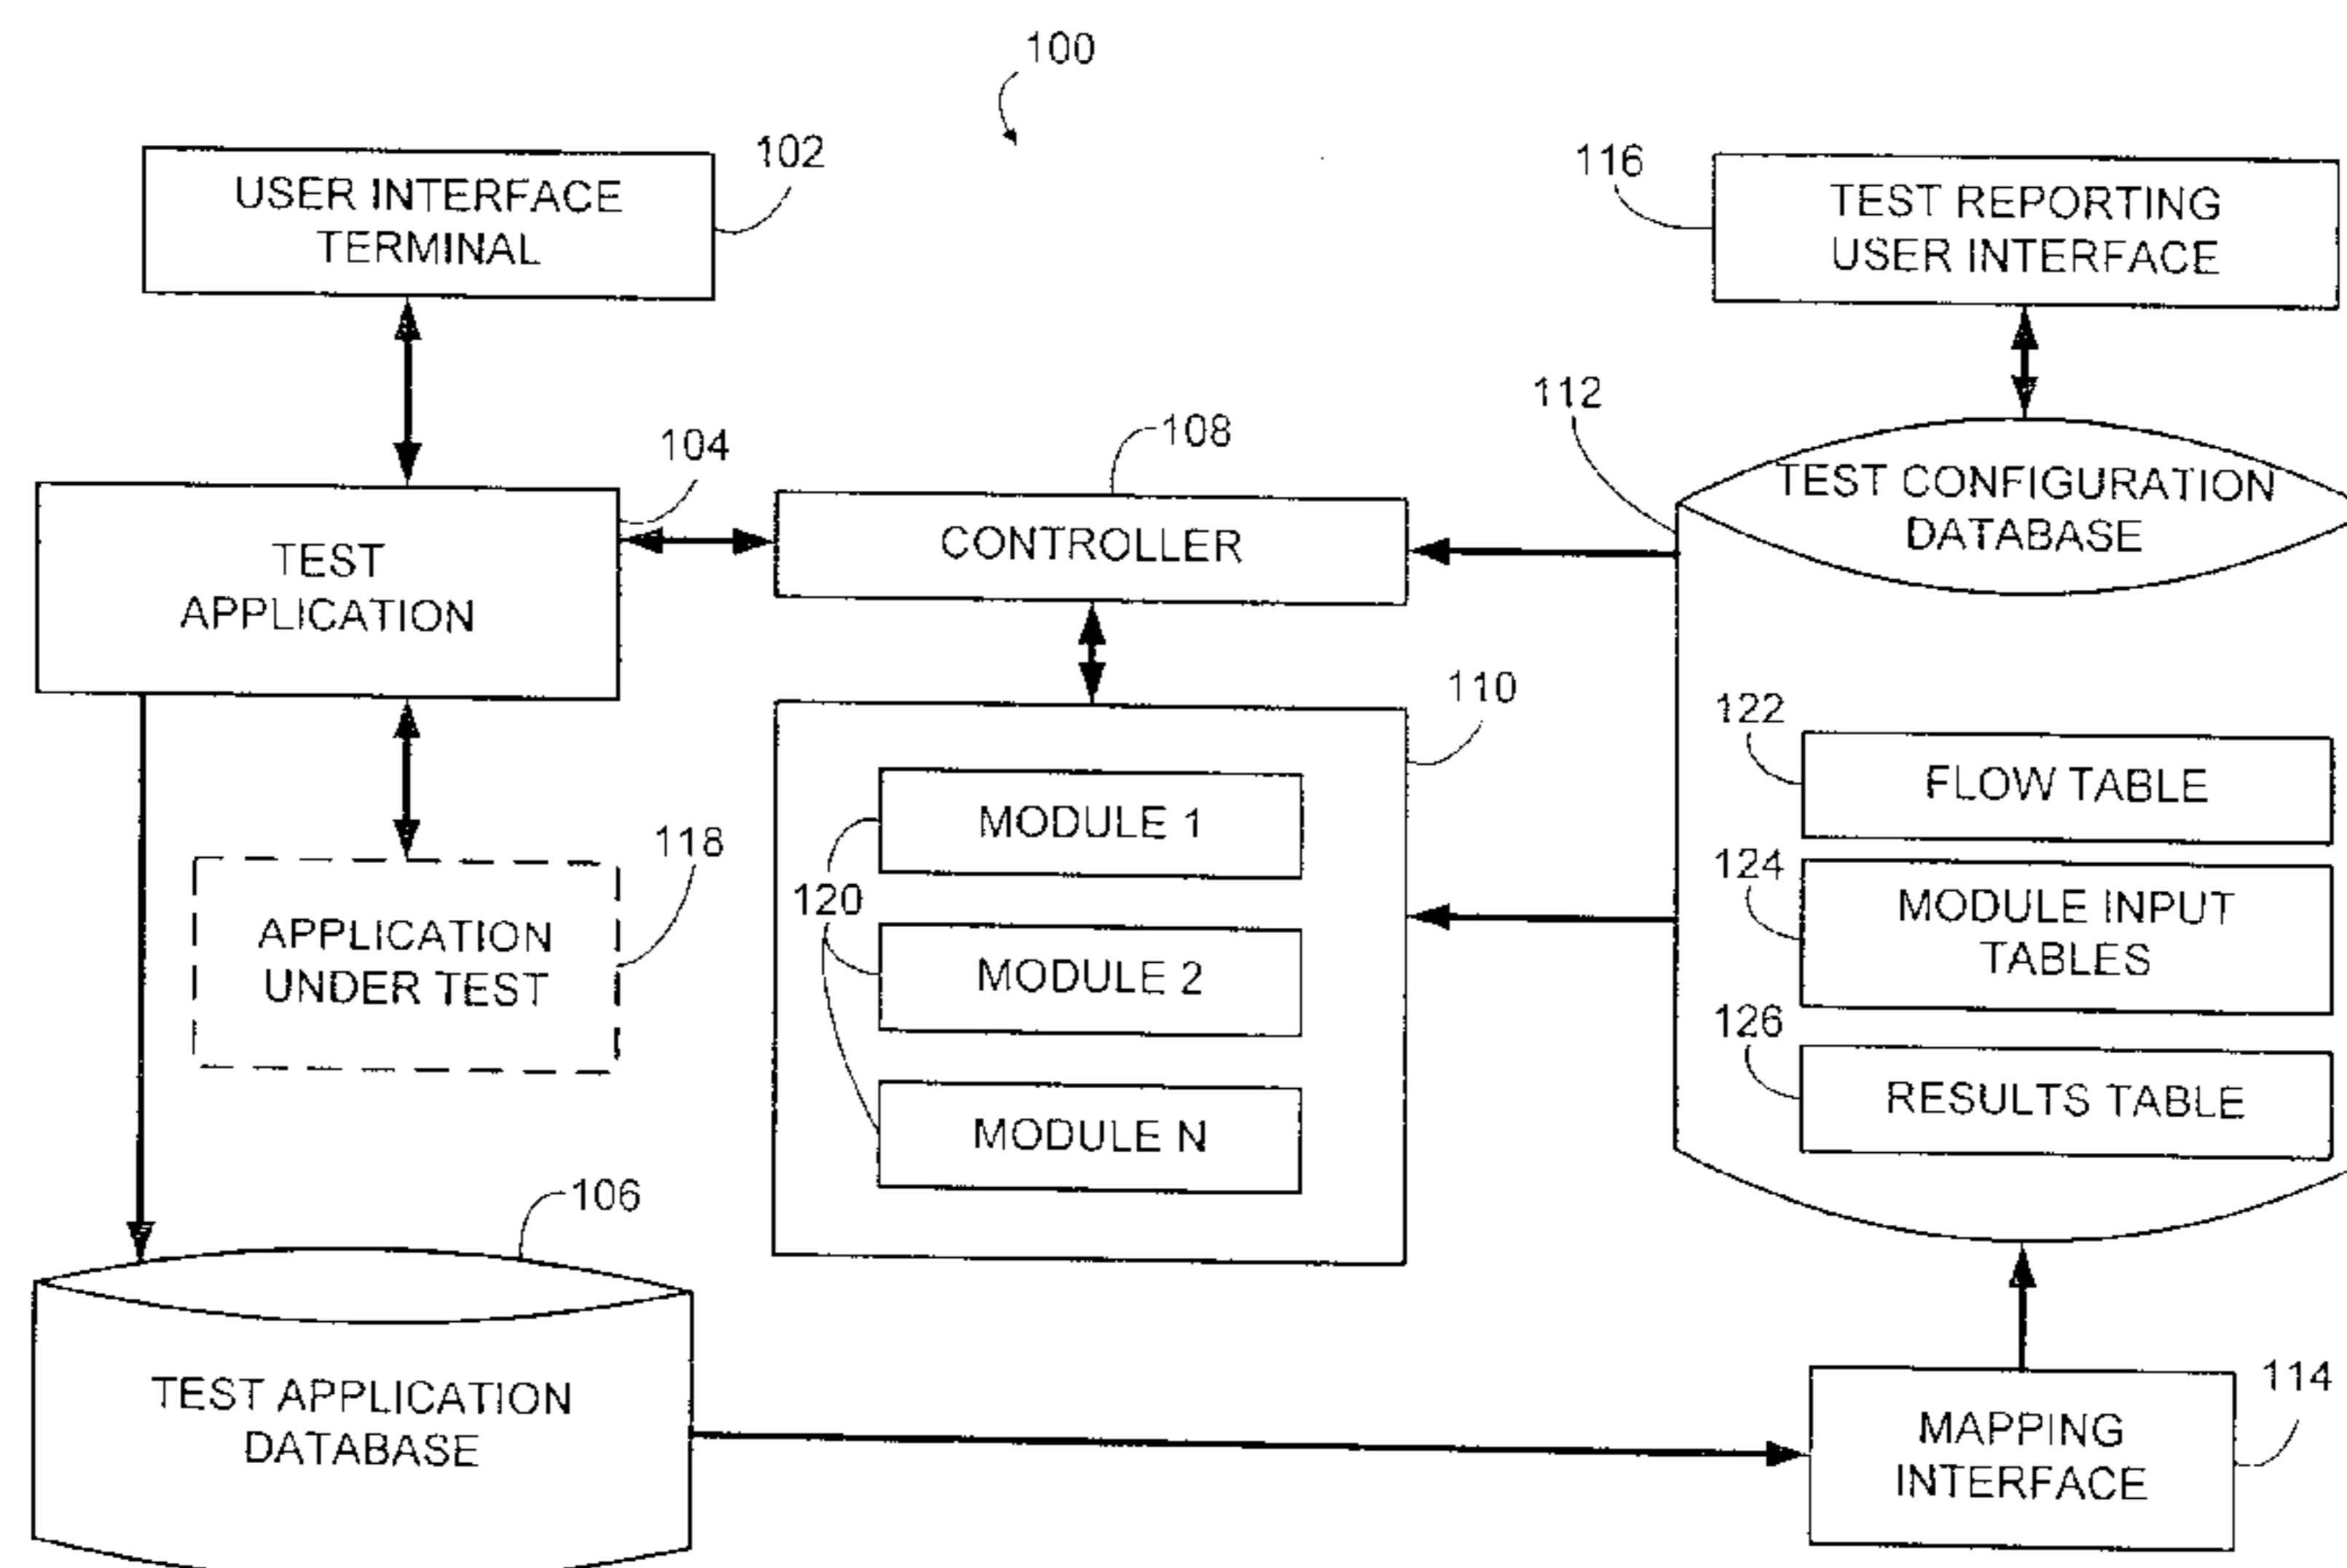 100
102
USER INTERFACE
TERMINAL
116
TEST REPORTING
USER INTERFACE
104
TEST
APPLICATION
108
CONTROLLER
112
TEST CONFIGURATION
DATABASE
110
MODULE 1
120
MODULE 2
MODULE N
122
FLOW TABLE
124
MODULE INPUT
TABLES
126
RESULTS TABLE
118
APPLICATION
UNDER TEST
106
TEST APPLICATION
DATABASE
114
MAPPING
INTERFACE